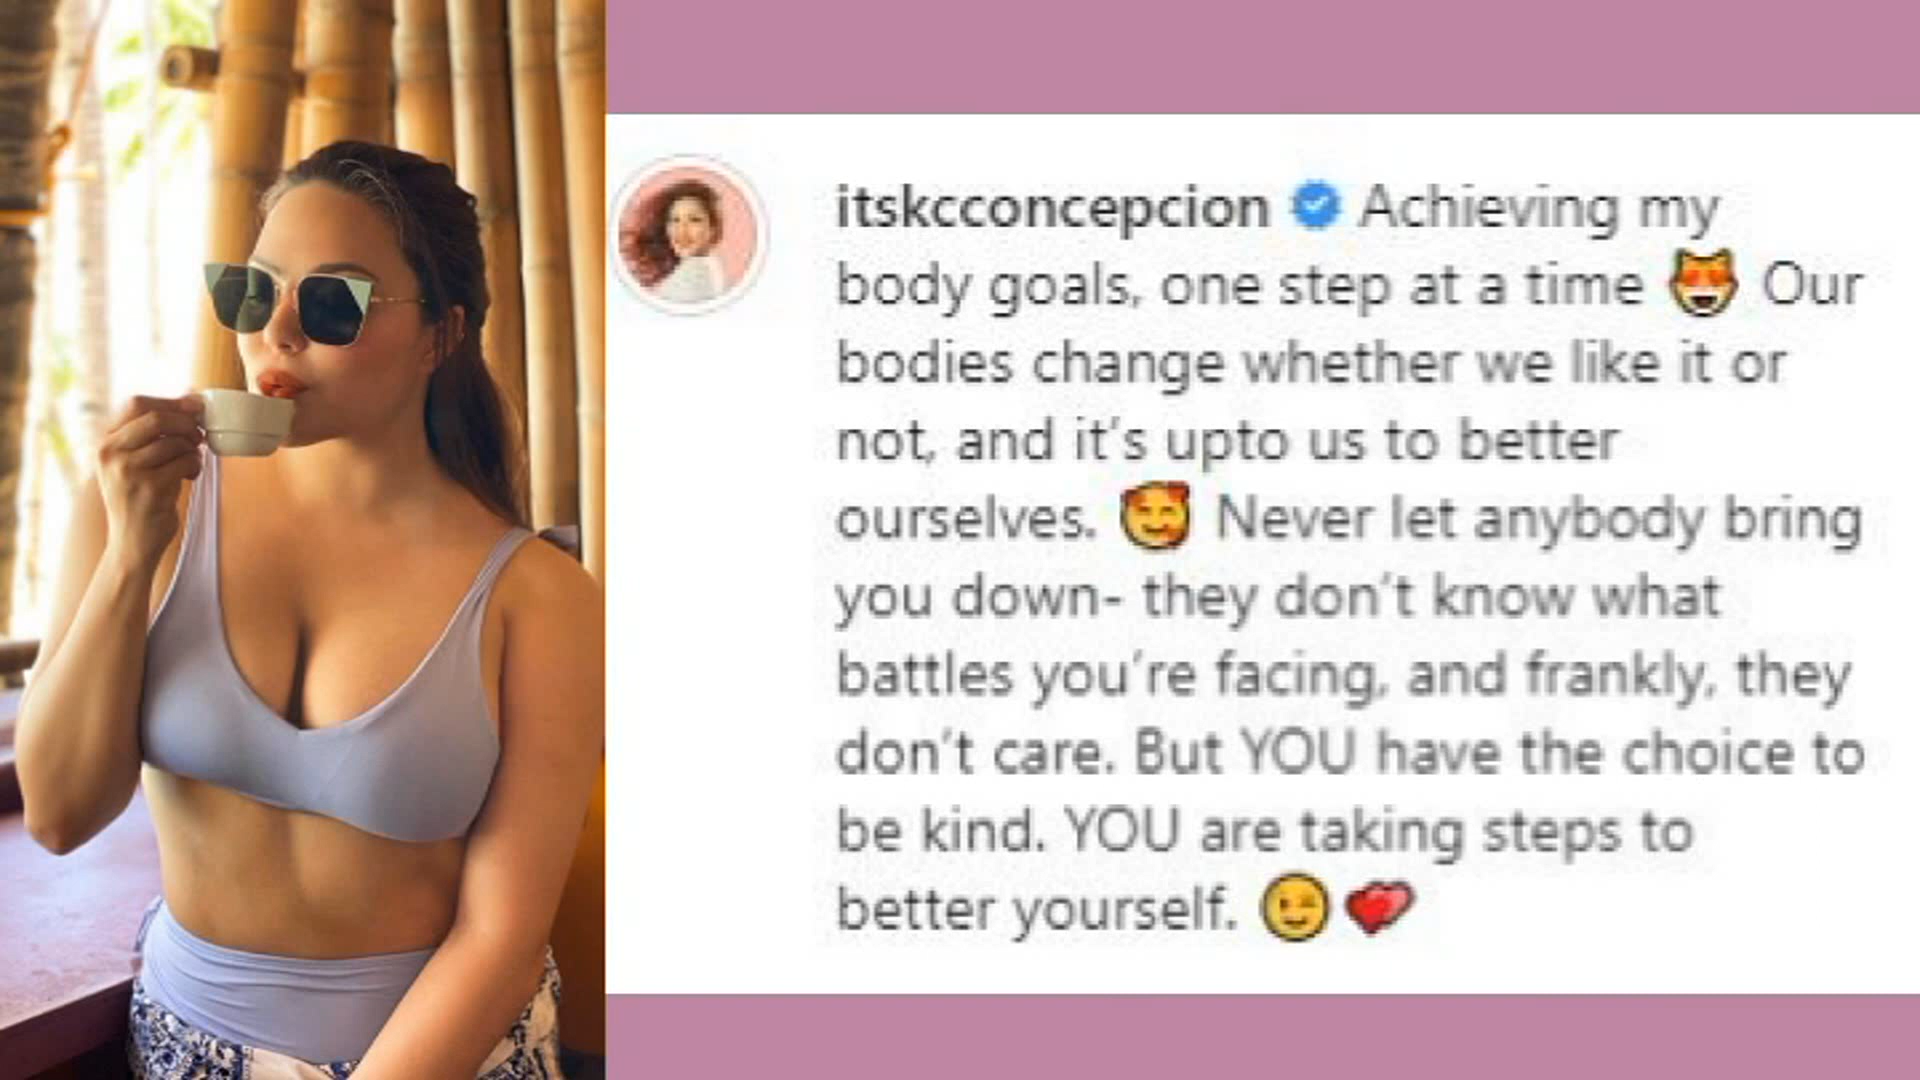 itskcconcepcion Achieving my
body goals, one step at a time 😻 Our
bodies change whether we like it or
not, and it's upto us to better
ourselves. 🥰 Never let anybody bring
you down- they don't know what
battles you're facing, and frankly, they
don't care. But YOU have the choice to
be kind. YOU are taking steps to
better yourself. 😉❤️